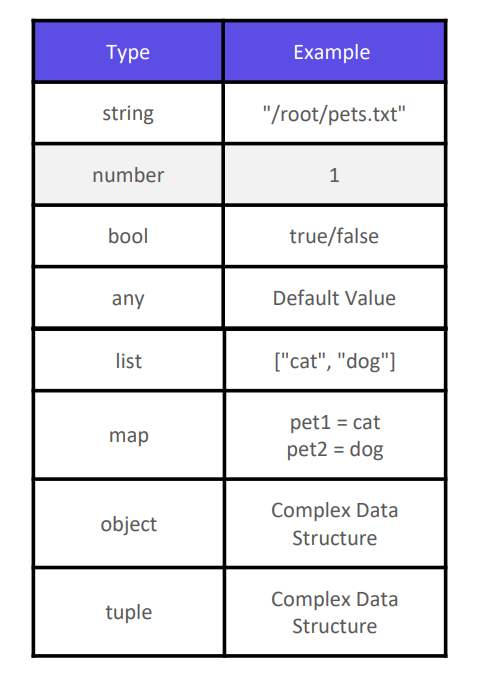 Type Example
string "/root/pets.txt"
number 1
bool true/false
any Default Value
list ["cat", "dog"]
map pet1 = cat
pet2 = dog
object Complex Data
Structure
tuple Complex Data
Structure